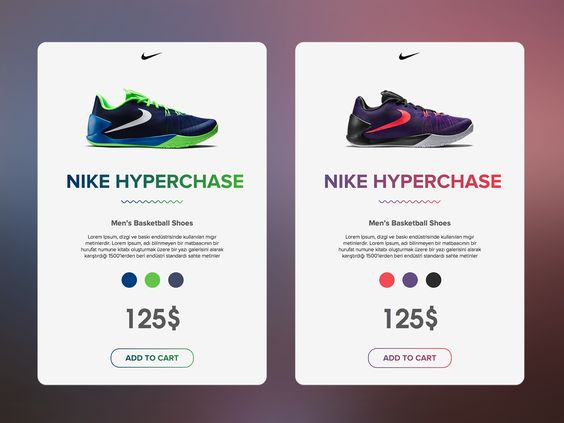 NIKE HYPERCHASE
Men's Basketball Shoes
Lorem Ipsum, dizgi ve baskı endüstrisinde kullanılan mıgır
metinlerdir. Lorem Ipsum, adı bilinmeyen bir matbaacının bir
hurufat numune kitabı oluşturmak üzere bir yazı galerisini alarak
karıştırdığı 1500'lerden beri endüstri standardı sahte metinler
125$
ADD TO CART
NIKE HYPERCHASE
Men's Basketball Shoes
Lorem Ipsum, dizgi ve baskı endüstrisinde kullanılan mıgır
metinlerdir. Lorem Ipsum, adı bilinmeyen bir matbaacının bir
hurufat numune kitabı oluşturmak üzere bir yazı galerisini alarak
karıştırdığı 1500'lerden beri endüstri standardı sahte metinler
125$
ADD TO CART